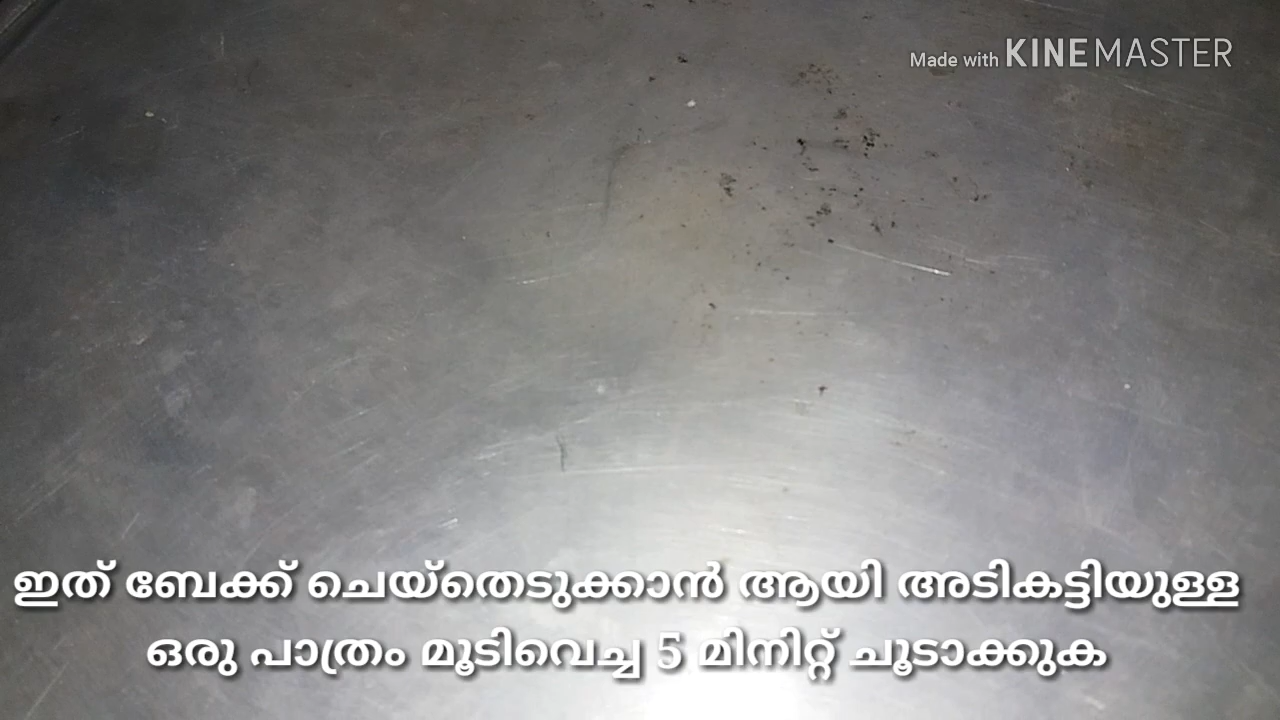 Made with KINEMASTER
ഇത് ബേക്ക് ചെയ്തെടുക്കാൻ ആയി അടികട്ടിയുള്ള
ഒരു പാത്രം മൂടിവെച്ച 5 മിനിറ്റ് ചൂടാക്കുക